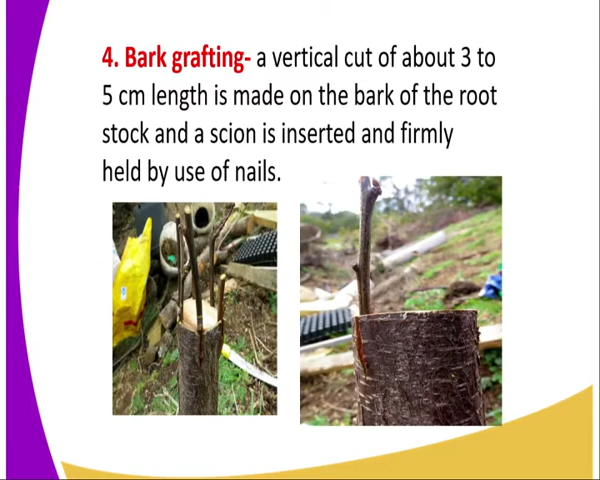 4. Bark grafting- a vertical cut of about 3 to
5 cm length is made on the bark of the root
stock and a scion is inserted and firmly
held by use of nails.